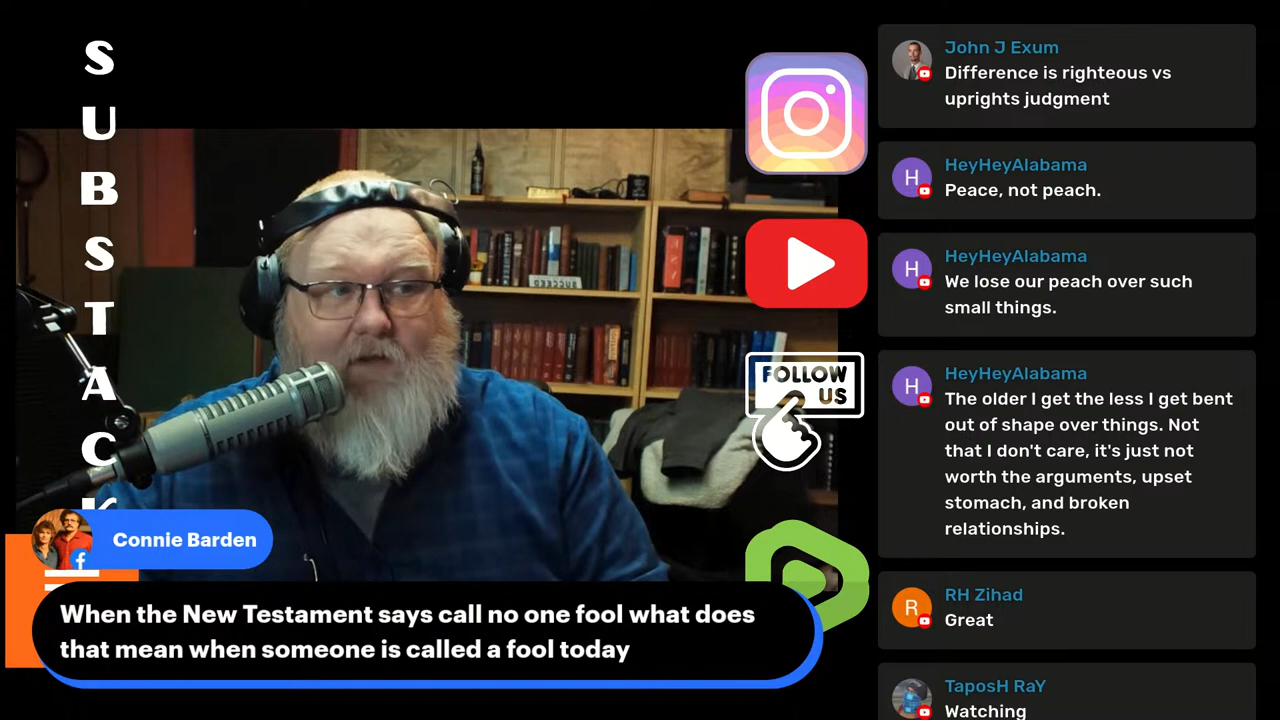 SUBSTACK
FOLLOW
US
Connie Barden
When the New Testament says call no one fool what does
that mean when someone is called a fool today
John J Exum
Difference is righteous vs
uprights judgment
H
HeyHeyAlabama
Peace, not peach.
H
HeyHeyAlabama
We lose our peach over such
small things.
H
HeyHeyAlabama
The older I get the less I get bent
out of shape over things. Not
that I don't care, it's just not
worth the arguments, upset
stomach, and broken
relationships.
R
RH Zihad
Great
TaposH RaY
Watching